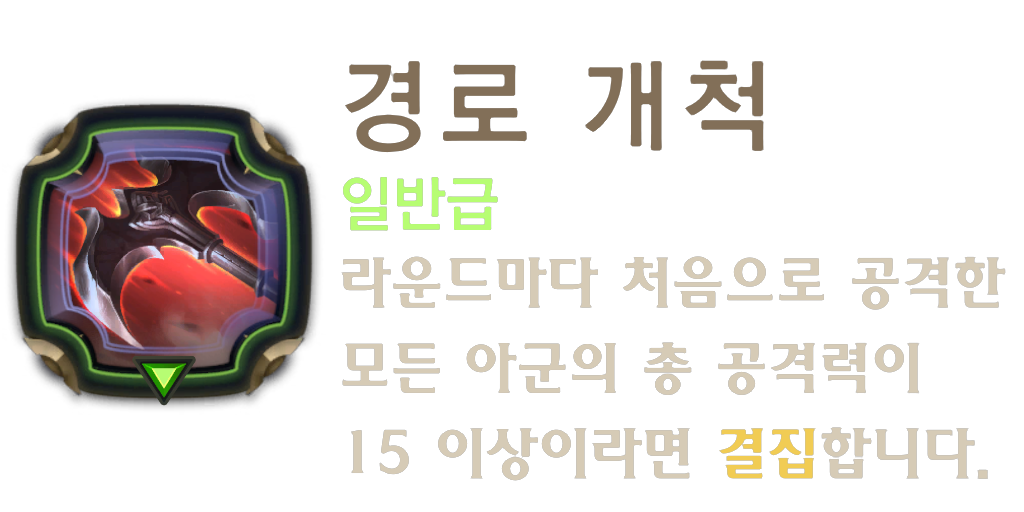 경로 개척
일반급
라운드마다 처음으로 공격한
모든 아군의 총 공격력이
15 이상이라면 결집합니다.